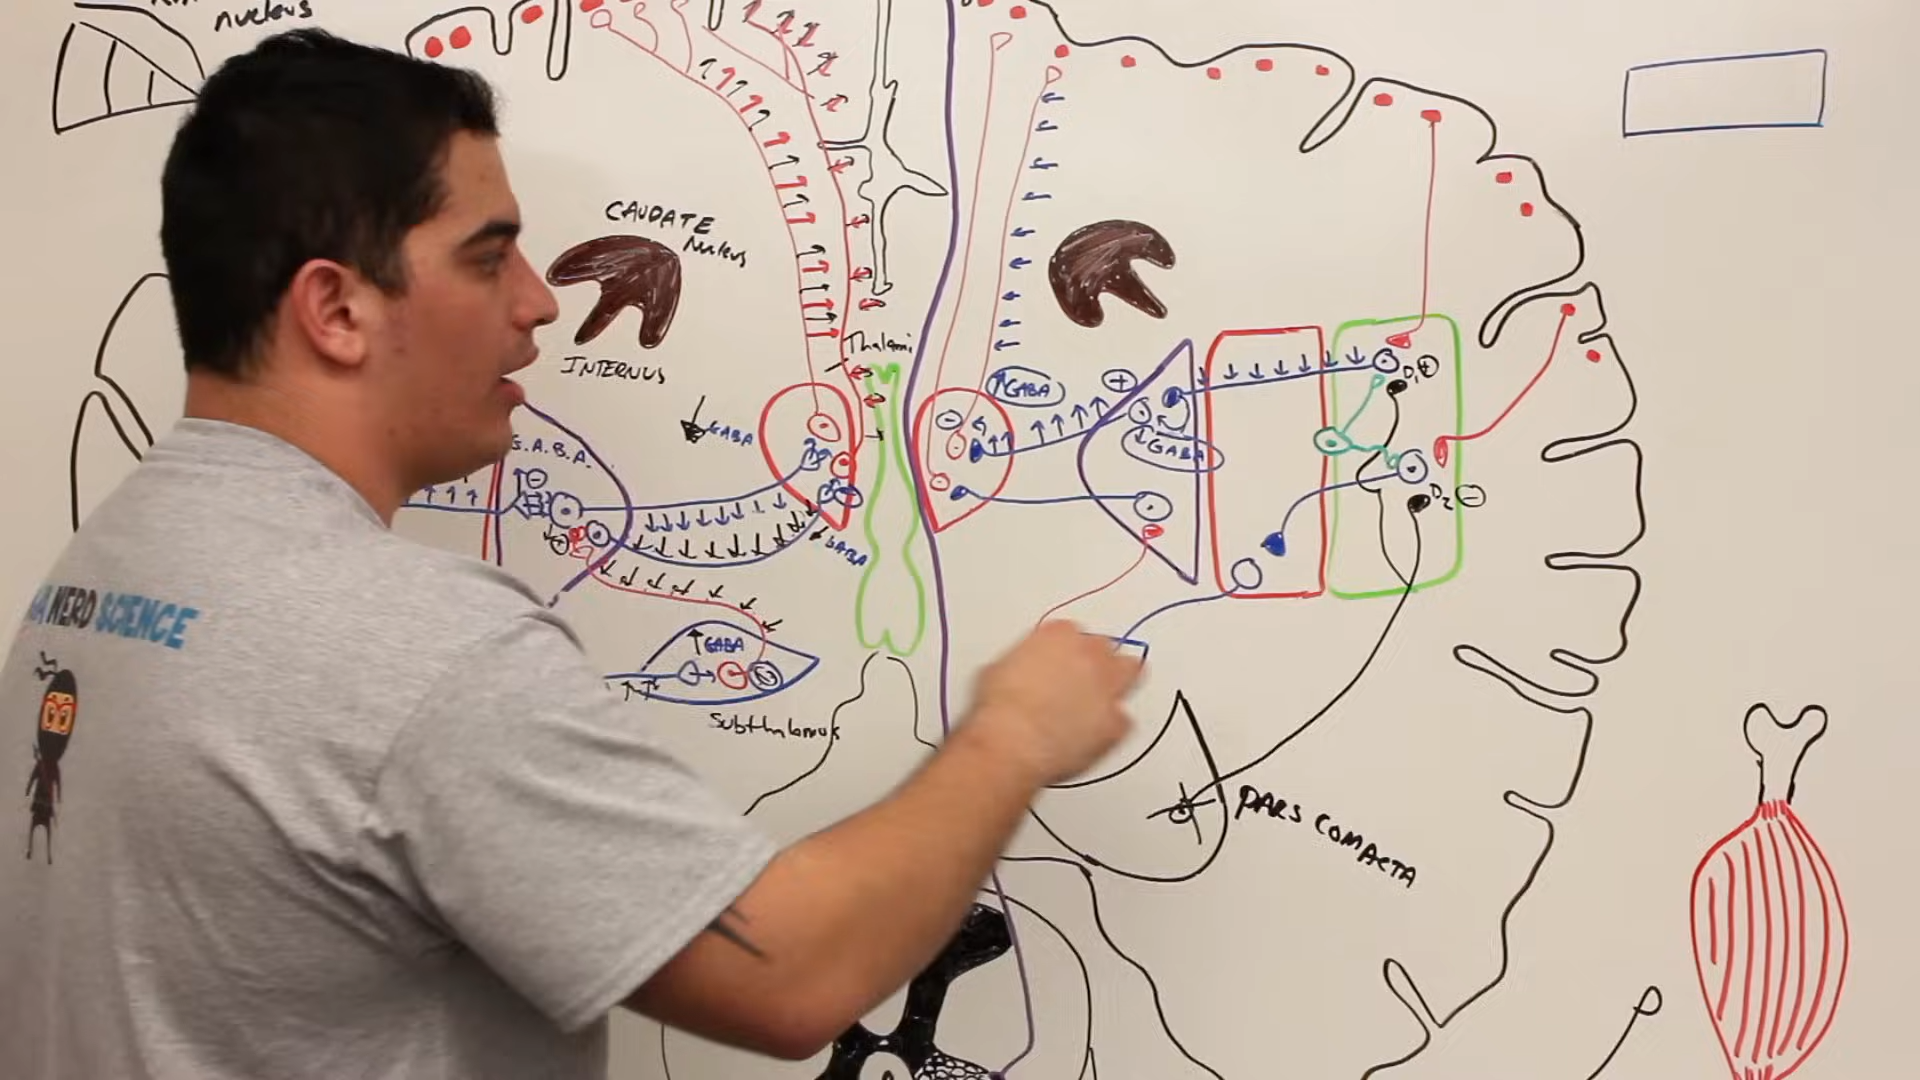 nucleus
CAUDATE
Nucleus
INTERNUS
Thalami
GABA
G.A.B.A.
GABA
GABA
Subthalamus
↑GABA
+
↓GABA
D1 +
D2 −
PARS COMPACTA
NERD SCIENCE